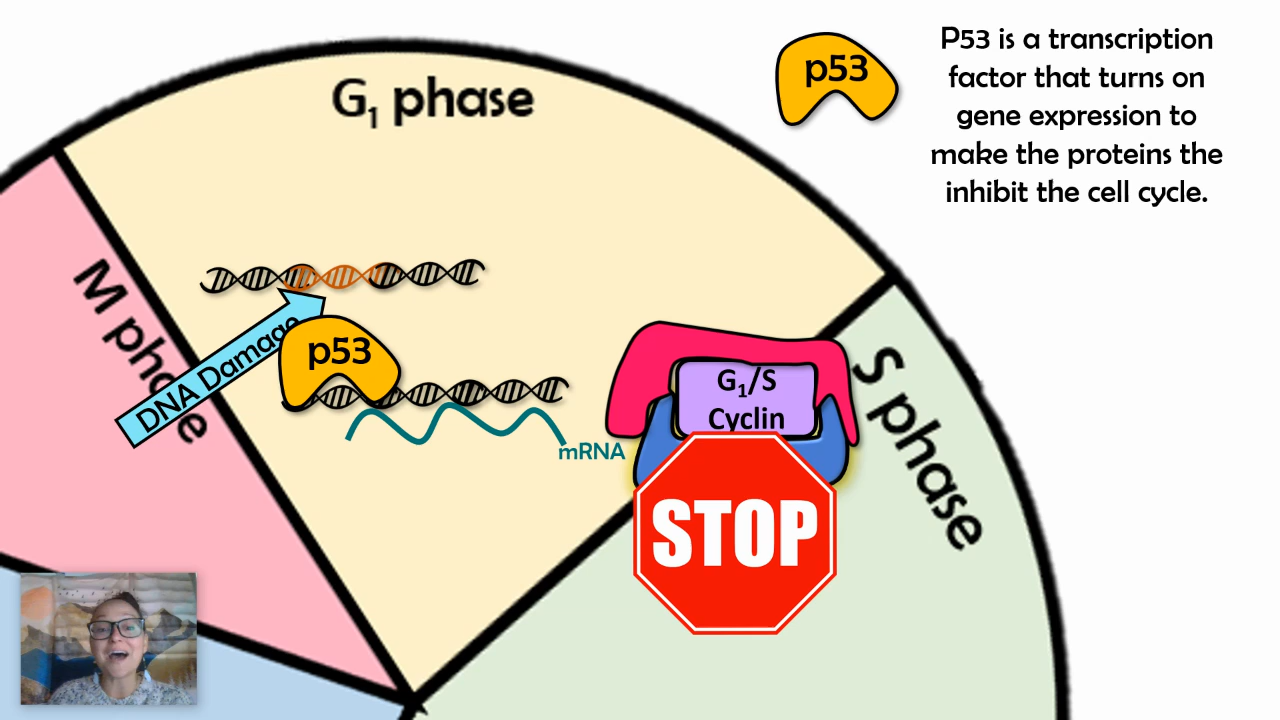 G₁ phase
p53
P53 is a transcription
factor that turns on
gene expression to
make the proteins the
inhibit the cell cycle.
M phase
DNA Damage
p53
mRNA
G₁/S
Cyclin
S phase
STOP